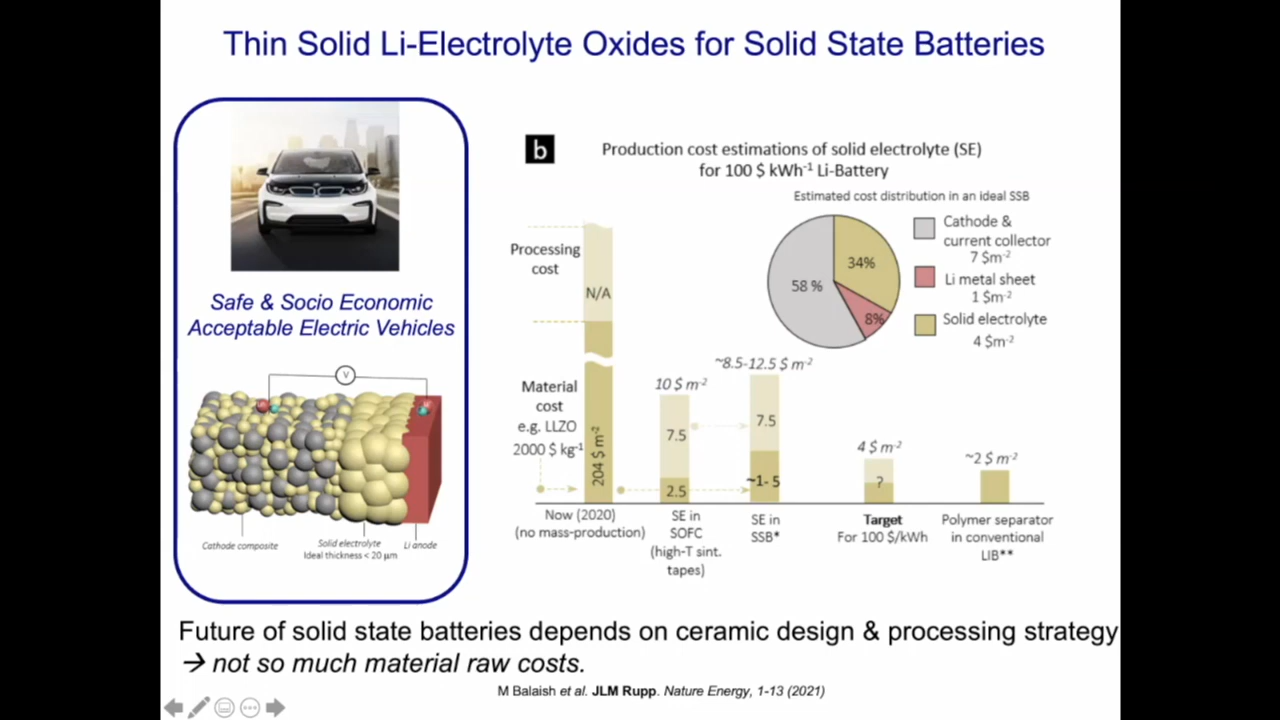 Thin Solid Li-Electrolyte Oxides for Solid State Batteries
Safe & Socio Economic
Acceptable Electric Vehicles
V
Cathode composite
Solid electrolyte
Ideal thickness < 20 µm
Li anode
b
Production cost estimations of solid electrolyte (SE)
for 100 $ kWh-1 Li-Battery
Estimated cost distribution in an ideal SSB
58 %
34%
8%
Cathode &
current collector
7 $m-2
Li metal sheet
1 $m-2
Solid electrolyte
4 $m-2
Processing
cost
N/A
Material
cost
e.g. LLZO
2000 $ kg-1
204 $ m-2
10 $ m-2
7.5
2.5
~8.5-12.5 $ m-2
7.5
~1- 5
4 $ m-2
?
~2 $ m-2
Now (2020)
(no mass-production)
SE in
SOFC
(high-T sint.
tapes)
SE in
SSB*
Target
For 100 $/kWh
Polymer separator
in conventional
LIB**
Future of solid state batteries depends on ceramic design & processing strategy
→ not so much material raw costs.
M Balaish et al. JLM Rupp. Nature Energy, 1-13 (2021)